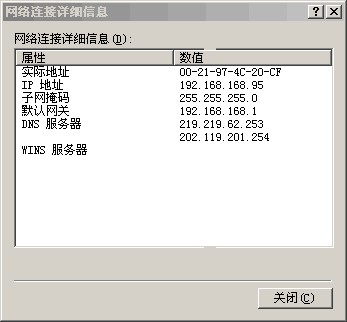 网络连接详细信息
网络连接详细信息(D):
属性 数值
实际地址 00-21-97-4C-20-CF
IP 地址 192.168.168.95
子网掩码 255.255.255.0
默认网关 192.168.168.1
DNS 服务器 219.219.62.253
202.119.201.254
WINS 服务器
关闭(C)